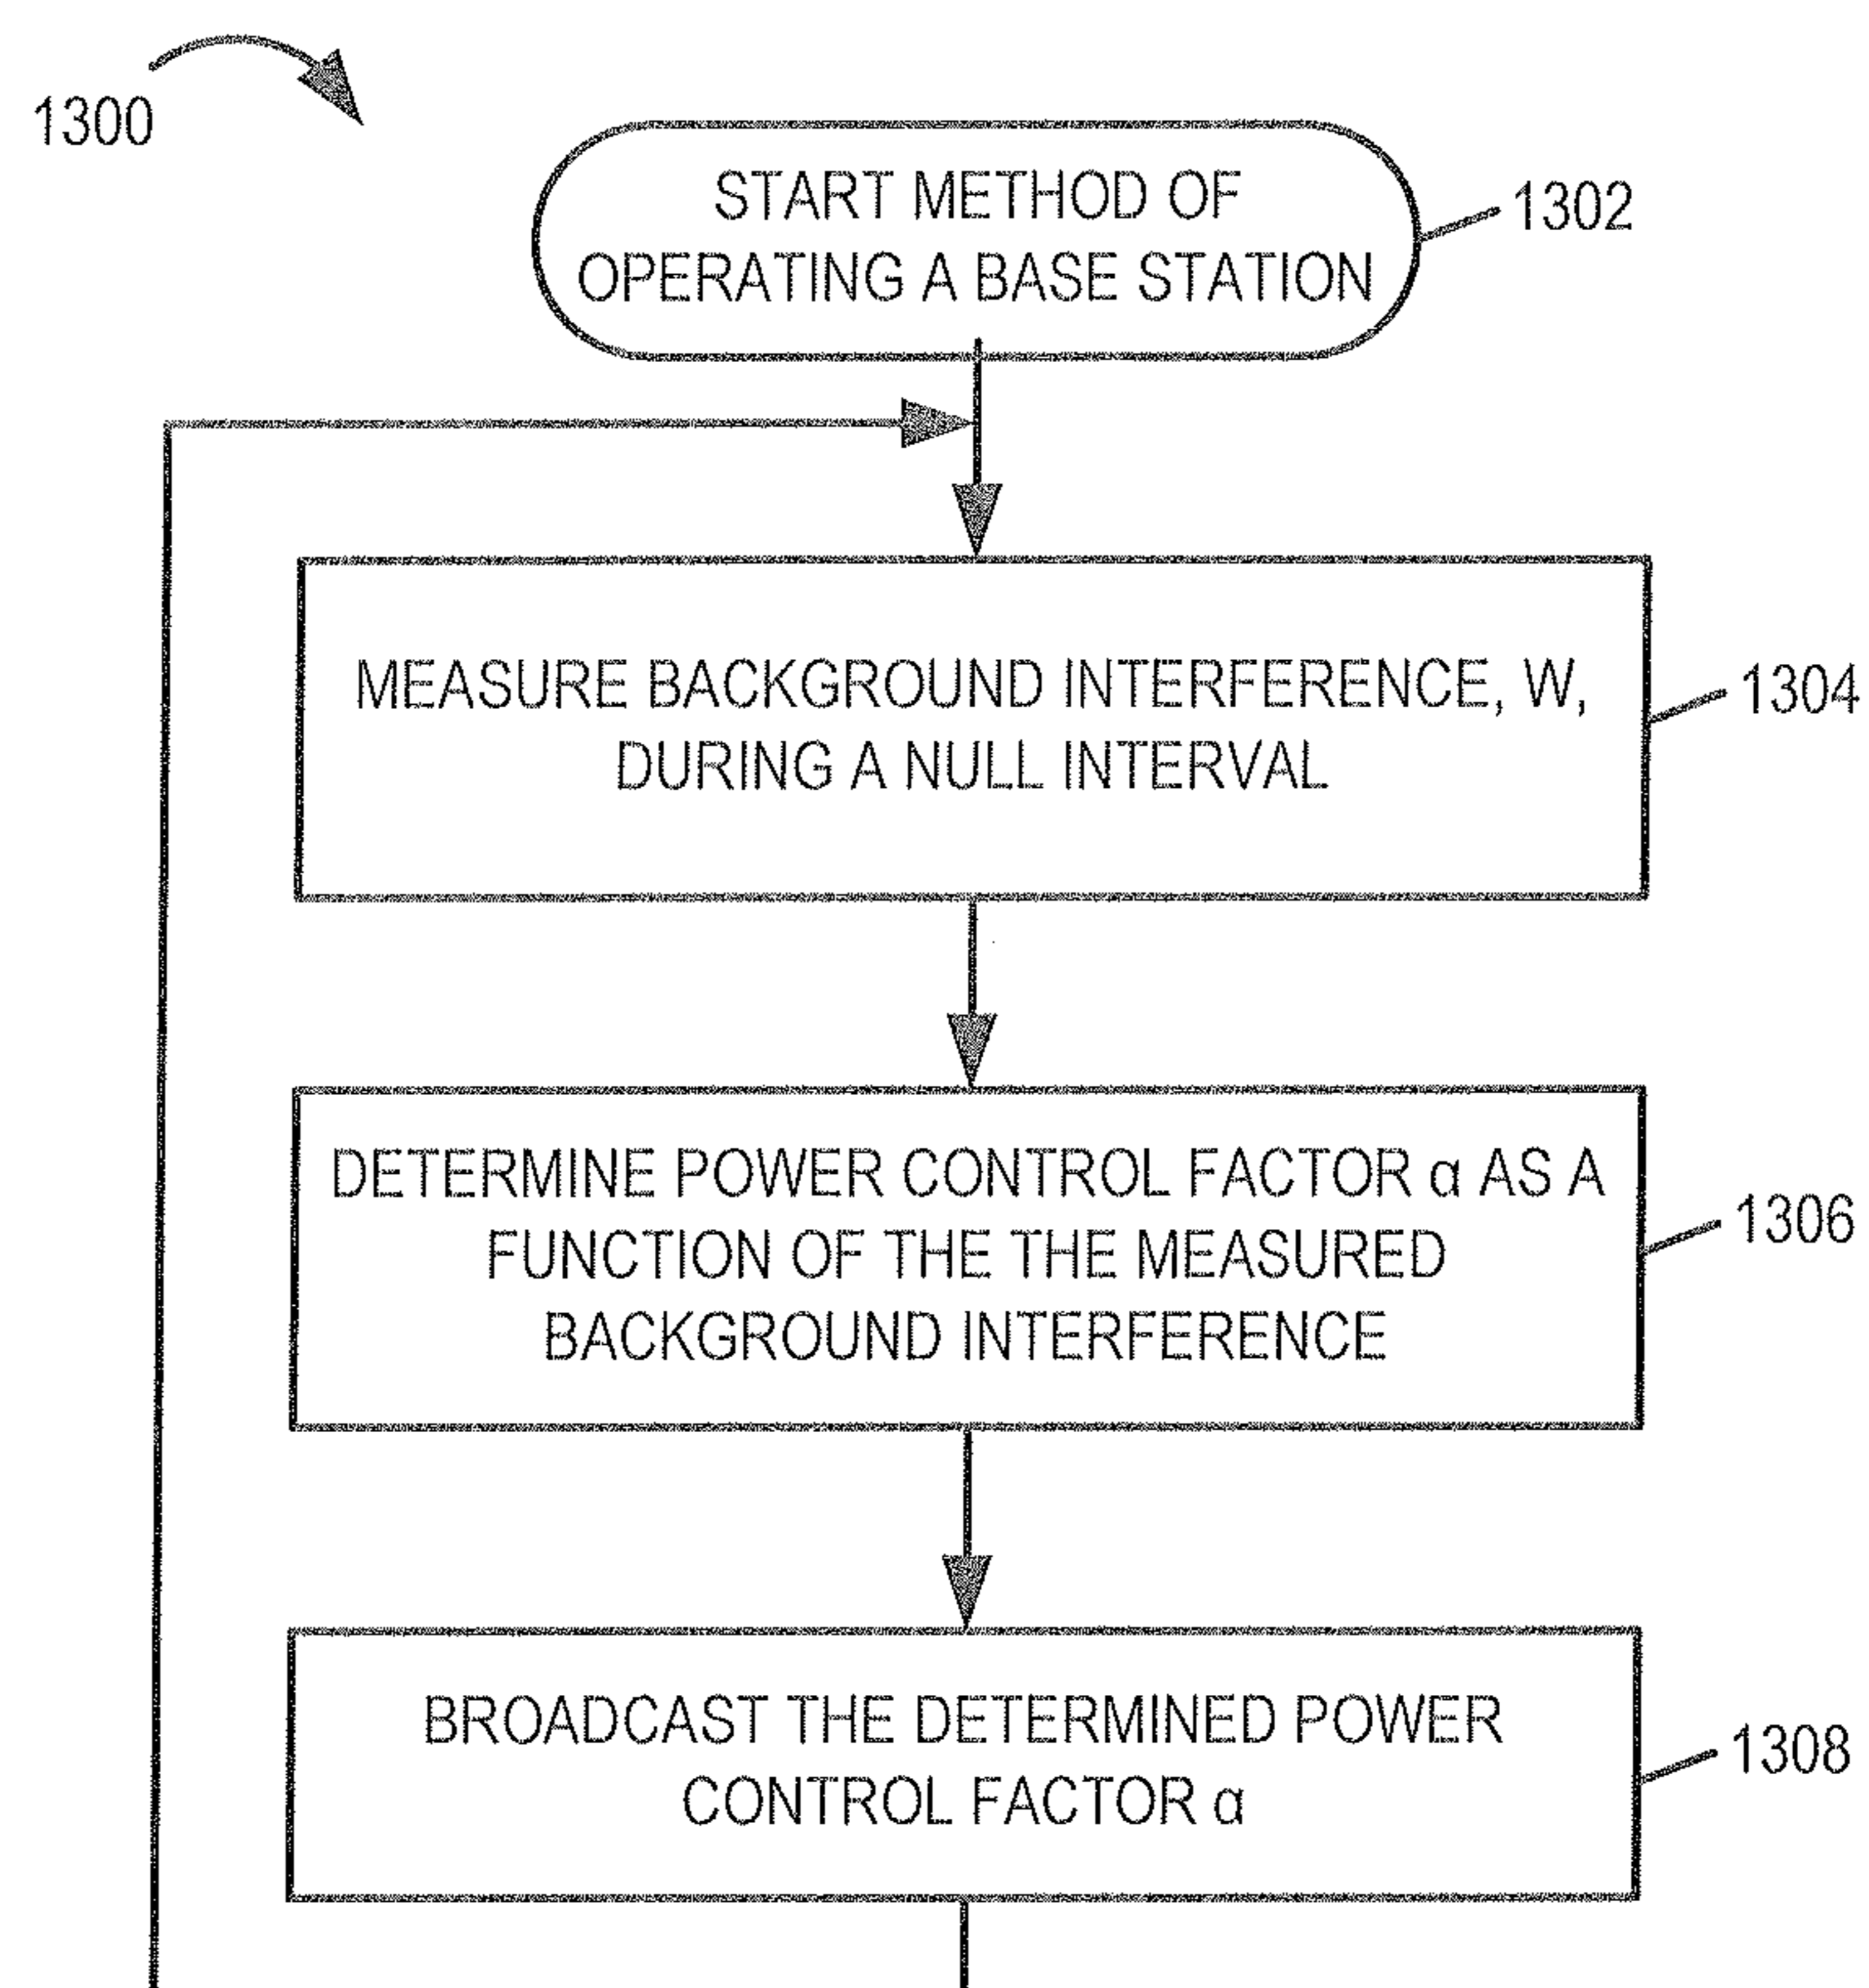 1300
START METHOD OF
OPERATING A BASE STATION
1302
MEASURE BACKGROUND INTERFERENCE, W,
DURING A NULL INTERVAL
1304
DETERMINE POWER CONTROL FACTOR α AS A
FUNCTION OF THE THE MEASURED
BACKGROUND INTERFERENCE
1306
BROADCAST THE DETERMINED POWER
CONTROL FACTOR α
1308